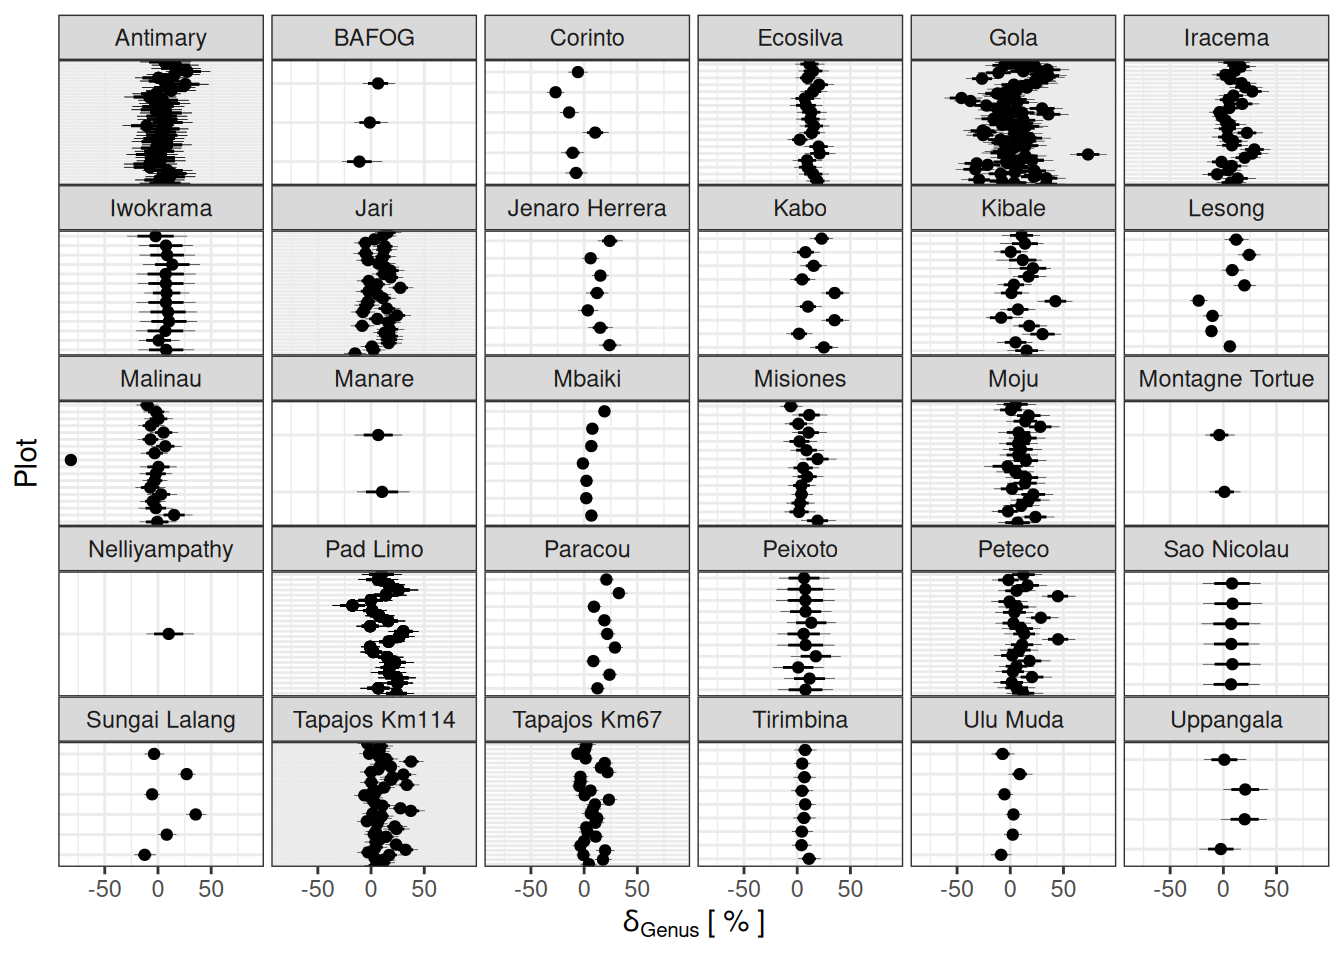 Antimary BAFOG Corinto Ecosilva Gola Iracema
Iwokrama Jari Jenaro Herrera Kabo Kibale Lesong
Malinau Manare Mbaiki Misiones Moju Montagne Tortue
Plot
Nelliyampathy Pad Limo Paracou Peixoto Peteco Sao Nicolau
Sungai Lalang Tapajos Km114 Tapajos Km67 Tirimbina Ulu Muda Uppangala
-50 0 50 -50 0 50 -50 0 50 -50 0 50 -50 0 50 -50 0 50
δGenus [ % ]